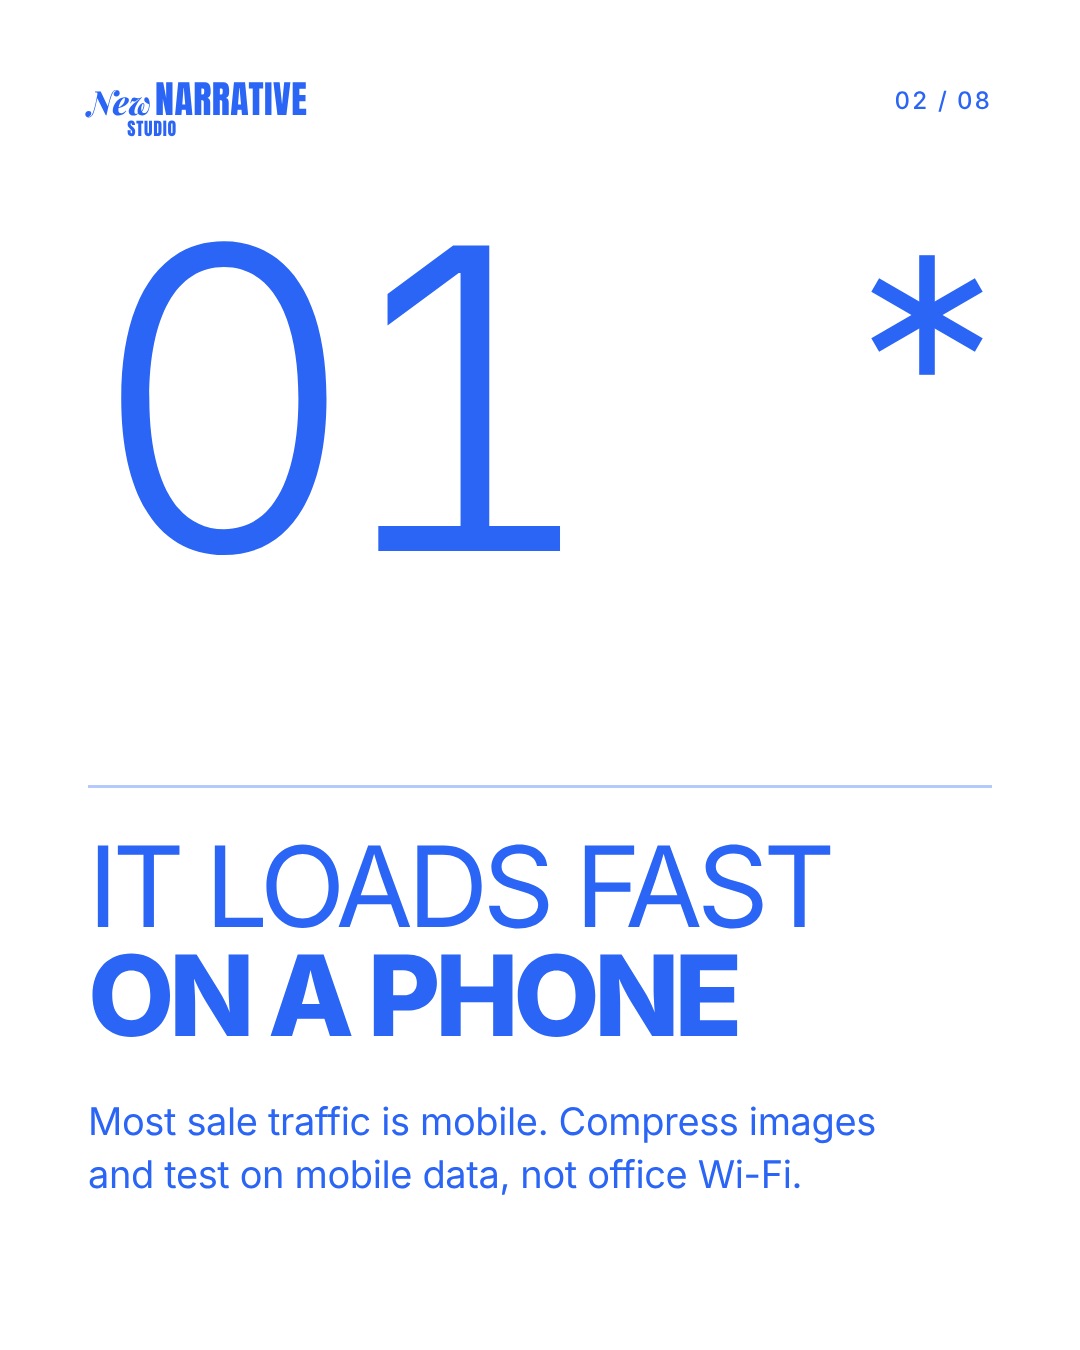 New NARRATIVE
STUDIO
02 / 08
01
*
IT LOADS FAST
ON A PHONE
Most sale traffic is mobile. Compress images
and test on mobile data, not office Wi-Fi.